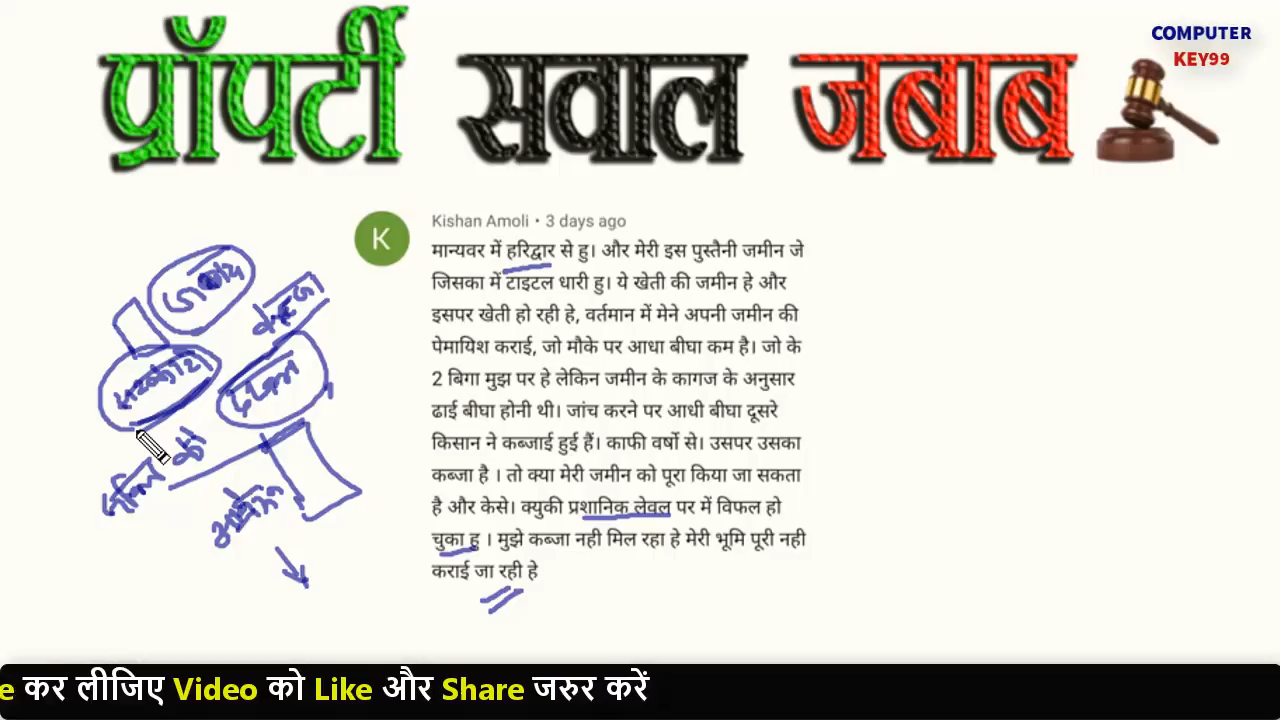 प्रॉपर्टी सवाल जबाब
COMPUTER
KEY99
K
Kishan Amoli • 3 days ago
मान्यवर में हरिद्वार से हु। और मेरी इस पुस्तैनी जमीन जे
जिसका में टाइटल धारी हु। ये खेती की जमीन हे और
इसपर खेती हो रही हे, वर्तमान में मेने अपनी जमीन की
पेमायिश कराई, जो मौके पर आधा बीघा कम है। जो के
2 बिगा मुझ पर हे लेकिन जमीन के कागज के अनुसार
ढाई बीघा होनी थी। जांच करने पर आधी बीघा दूसरे
किसान ने कब्जाई हुई हैं। काफी वर्षो से। उसपर उसका
कब्जा है । तो क्या मेरी जमीन को पूरा किया जा सकता
है और केसे। क्युकी प्रशानिक लेवल पर में विफल हो
चुका हु । मुझे कब्जा नही मिल रहा हे मेरी भूमि पूरी नही
कराई जा रही हे
e कर लीजिए Video को Like और Share जरुर करें